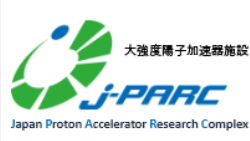 大強度陽子加速器施設
J-PARC
Japan Proton Accelerator Research Complex